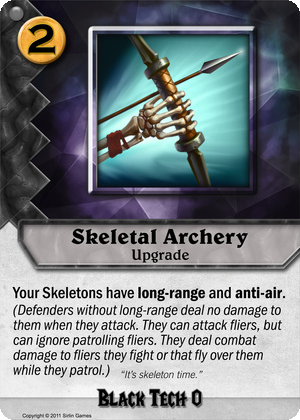 2
Skeletal Archery
Upgrade
Your Skeletons have long-range and anti-air.
(Defenders without long-range deal no damage to
them when they attack. They can attack fliers, but
can ignore patrolling fliers. They deal combat
damage to fliers they fight or that fly over them
while they patrol.) "It's skeleton time."
Black Tech 0
Copyright © 2011 Sirlin Games